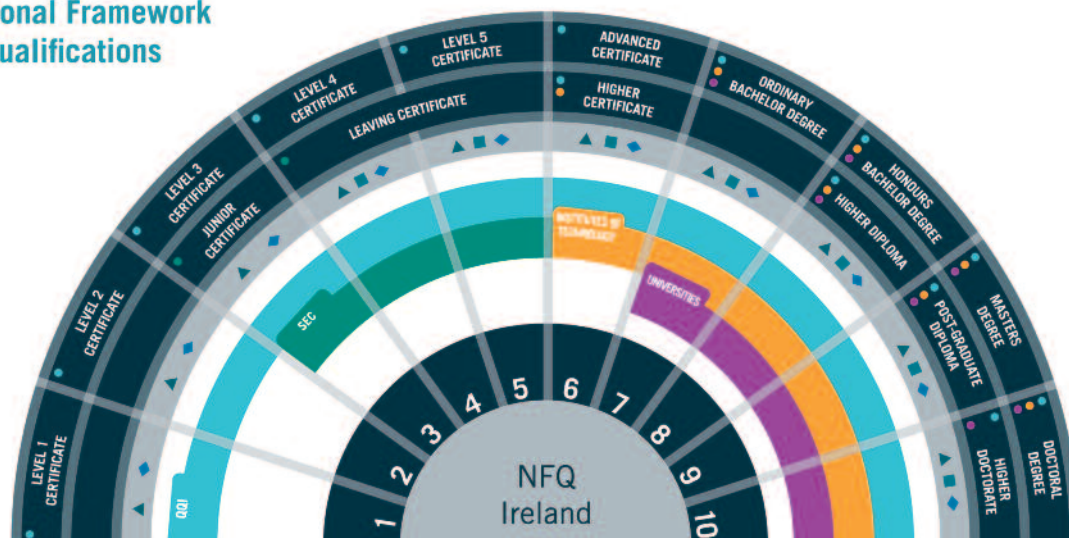 onal Framework
ualifications
LEVEL 1
CERTIFICATE
LEVEL 2
CERTIFICATE
LEVEL 3
CERTIFICATE
JUNIOR
CERTIFICATE
LEVEL 4
CERTIFICATE
LEVEL 5
CERTIFICATE
LEAVING CERTIFICATE
ADVANCED
CERTIFICATE
HIGHER
CERTIFICATE
ORDINARY
BACHELOR DEGREE
HONOURS
BACHELOR DEGREE
HIGHER DIPLOMA
MASTERS
DEGREE
POST-GRADUATE
DIPLOMA
DOCTORAL
DEGREE
HIGHER
DOCTORATE
QQI
SEC
INSTITUTES OF
TECHNOLOGY
UNIVERSITIES
1
2
3
4
5
6
7
8
9
10
NFQ
Ireland